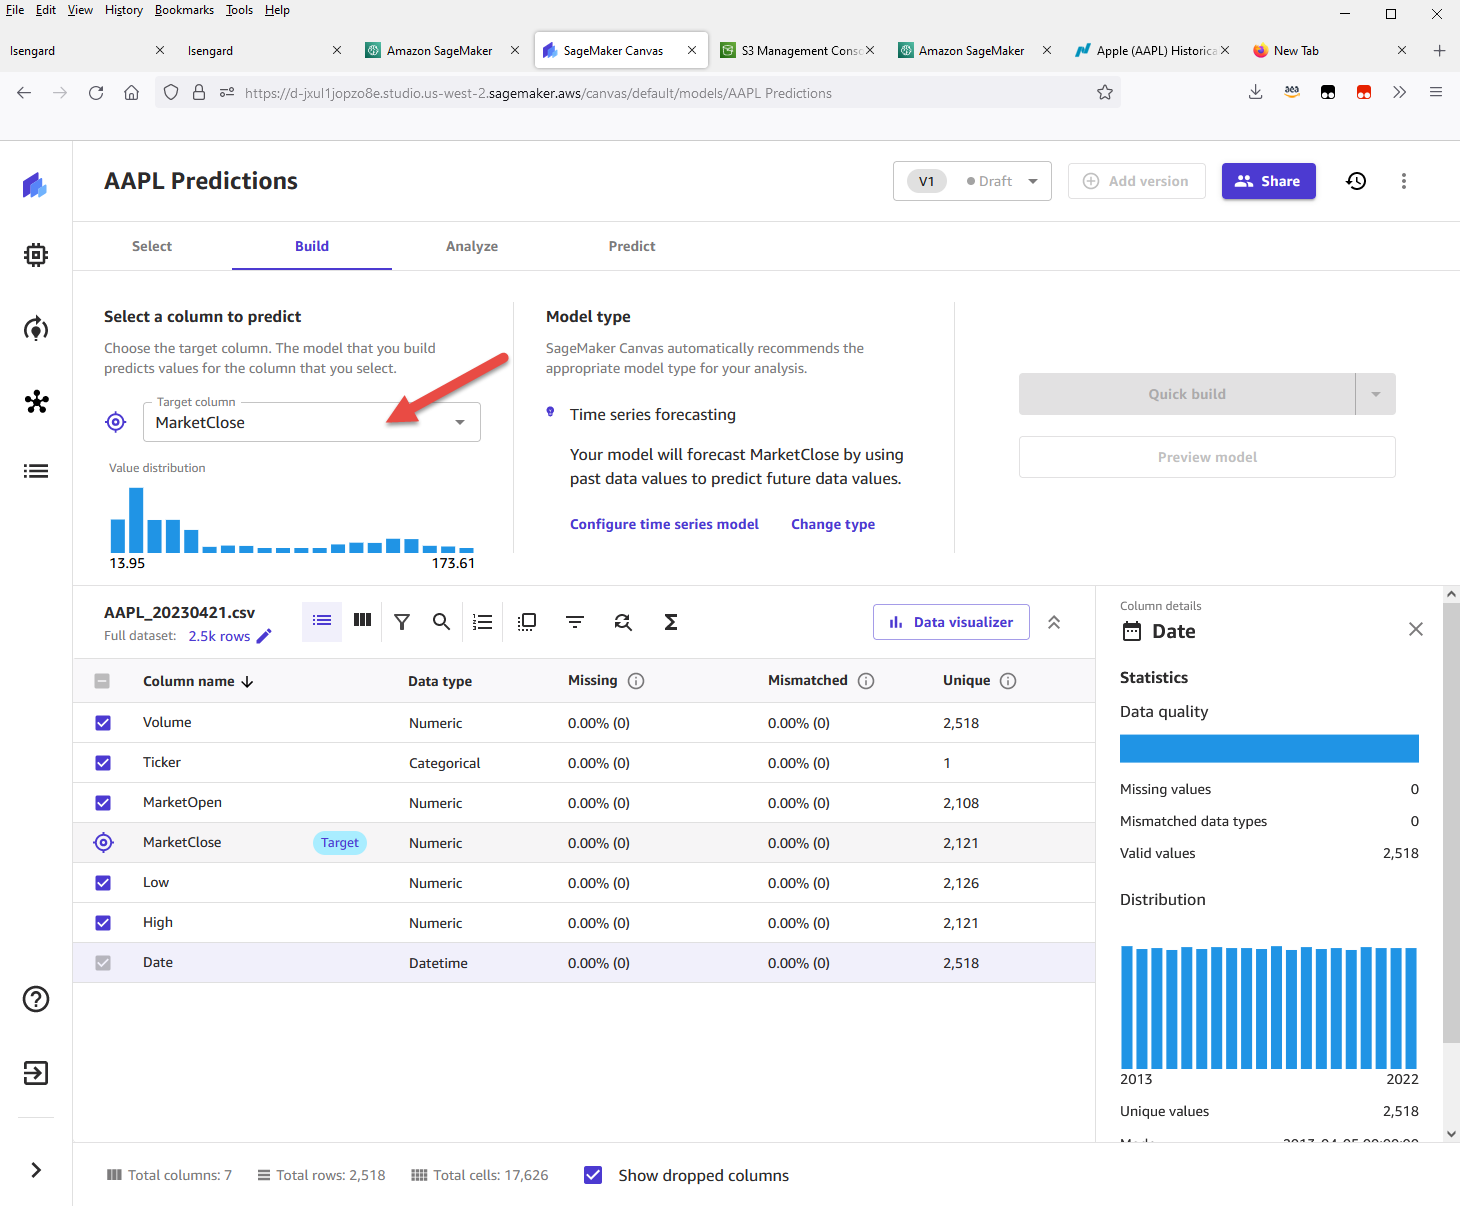 File Edit View History Bookmarks Tools Help
Isengard
Isengard
Amazon SageMaker
SageMaker Canvas
S3 Management Consc
Amazon SageMaker
Apple (AAPL) Historica
New Tab
https://d-jxul1jopzo8e.studio.us-west-2.sagemaker.aws/canvas/default/models/AAPL Predictions
AAPL Predictions
V1 Draft
Add version
Share
Select Build Analyze Predict
Select a column to predict
Choose the target column. The model that you build
predicts values for the column that you select.
Target column
MarketClose
Value distribution
13.95 173.61
Model type
SageMaker Canvas automatically recommends the
appropriate model type for your analysis.
Time series forecasting
Your model will forecast MarketClose by using
past data values to predict future data values.
Configure time series model Change type
Quick build
Preview model
AAPL_20230421.csv
Full dataset: 2.5k rows
Data visualizer
Column name Data type Missing Mismatched Unique
Volume Numeric 0.00% (0) 0.00% (0) 2,518
Ticker Categorical 0.00% (0) 0.00% (0) 1
MarketOpen Numeric 0.00% (0) 0.00% (0) 2,108
MarketClose Target Numeric 0.00% (0) 0.00% (0) 2,121
Low Numeric 0.00% (0) 0.00% (0) 2,126
High Numeric 0.00% (0) 0.00% (0) 2,121
Date Datetime 0.00% (0) 0.00% (0) 2,518
Column details
Date
Statistics
Data quality
Missing values 0
Mismatched data types 0
Valid values 2,518
Distribution
2013 2022
Unique values 2,518
Total columns: 7 Total rows: 2,518 Total cells: 17,626 Show dropped columns